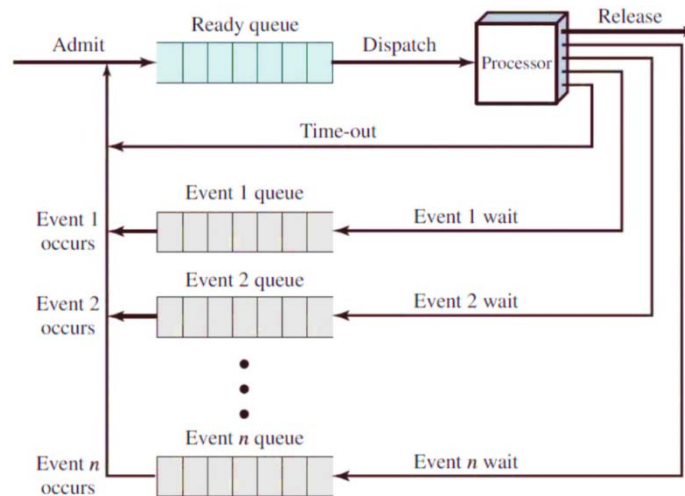 Ready queue
Release
Admit
Dispatch
Processor
Time-out
Event 1 queue
Event 1
occurs
Event 1 wait
Event 2 queue
Event 2
occurs
Event 2 wait
Event n queue
Event n
occurs
Event n wait